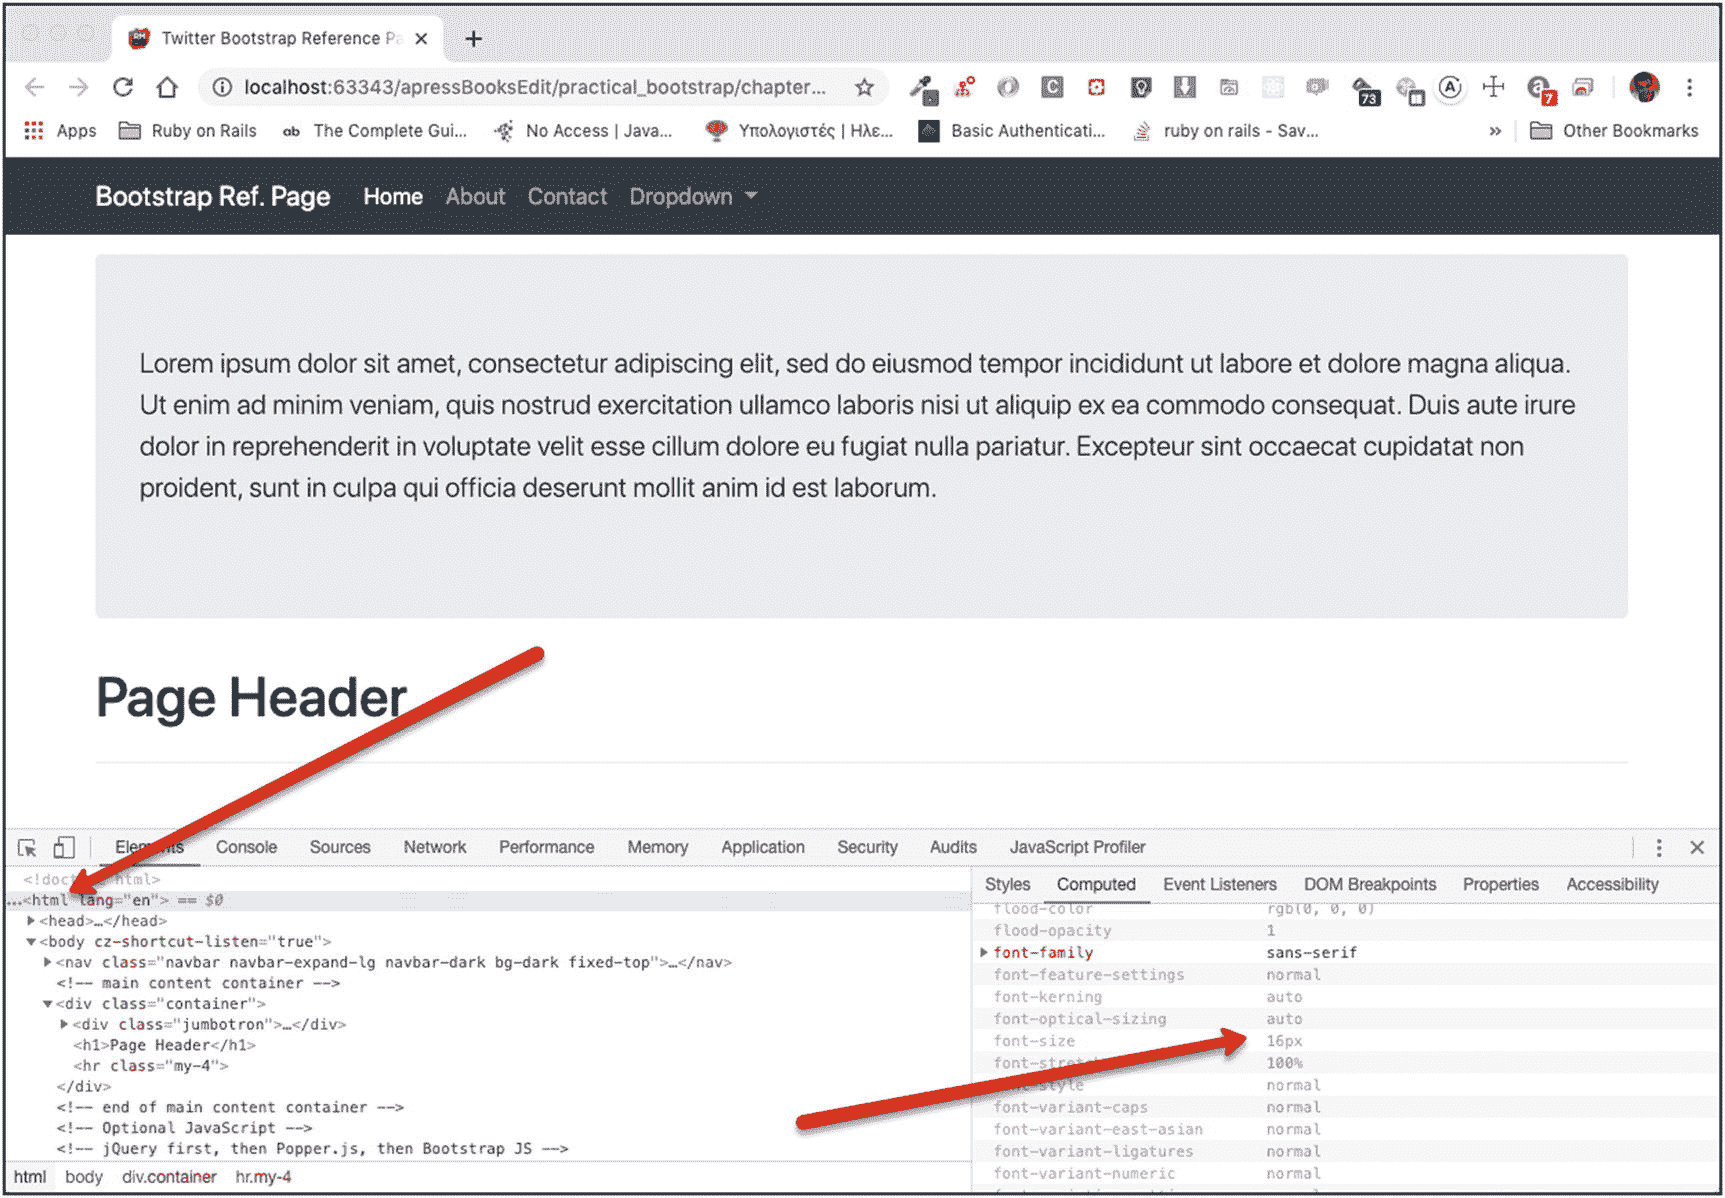 Twitter Bootstrap Reference Pa
localhost:63343/apressBooksEdit/practical_bootstrap/chapter...
73
A
a
7
Apps
Ruby on Rails
ab The Complete Gui...
No Access | Java...
Υπολογιστές | Ηλε...
Basic Authenticati...
ruby on rails - Sav...
»
Other Bookmarks
Bootstrap Ref. Page Home About Contact Dropdown
Lorem ipsum dolor sit amet, consectetur adipiscing elit, sed do eiusmod tempor incididunt ut labore et dolore magna aliqua.
Ut enim ad minim veniam, quis nostrud exercitation ullamco laboris nisi ut aliquip ex ea commodo consequat. Duis aute irure
dolor in reprehenderit in voluptate velit esse cillum dolore eu fugiat nulla pariatur. Excepteur sint occaecat cupidatat non
proident, sunt in culpa qui officia deserunt mollit anim id est laborum.
Page Header
Elements Console Sources Network Performance Memory Application Security Audits JavaScript Profiler
html>
...<html lang="en"> == $0
<head>…</head>
<body cz-shortcut-listen="true">
<nav class="navbar navbar-expand-lg navbar-dark bg-dark fixed-top">…</nav>
<!-- main content container -->
<div class="container">
<div class="jumbotron">…</div>
<h1>Page Header</h1>
<hr class="my-4">
</div>
<!-- end of main content container -->
<!-- Optional JavaScript -->
<!-- jQuery first, then Popper.js, then Bootstrap JS -->
html body div.container hr.my-4
Styles Computed Event Listeners DOM Breakpoints Properties Accessibility
flood-color rgb(0, 0, 0)
flood-opacity 1
font-family sans-serif
font-feature-settings normal
font-kerning auto
font-optical-sizing auto
font-size 16px
font-stretch 100%
font-style normal
font-variant-caps normal
font-variant-east-asian normal
font-variant-ligatures normal
font-variant-numeric normal